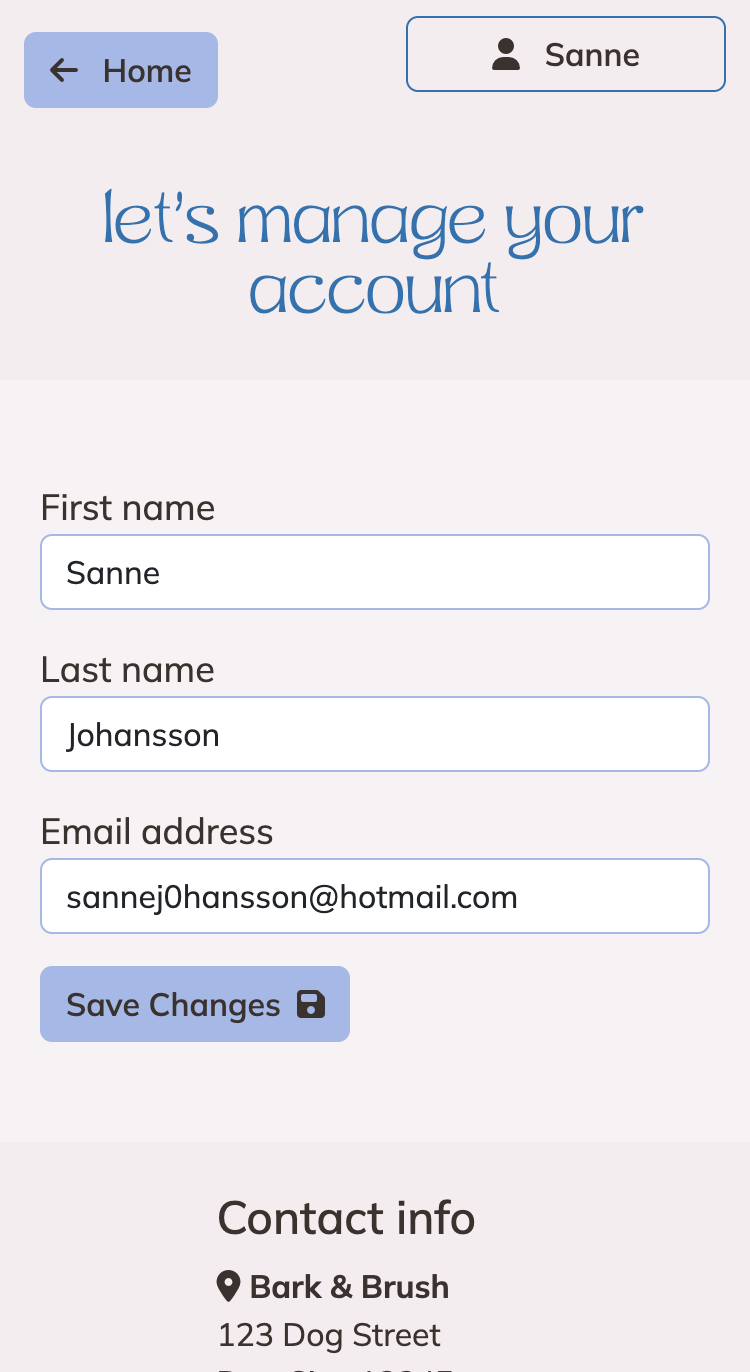 Home
Sanne
let's manage your
account
First name
Sanne
Last name
Johansson
Email address
sannej0hansson@hotmail.com
Save Changes
Contact info
Bark & Brush
123 Dog Street